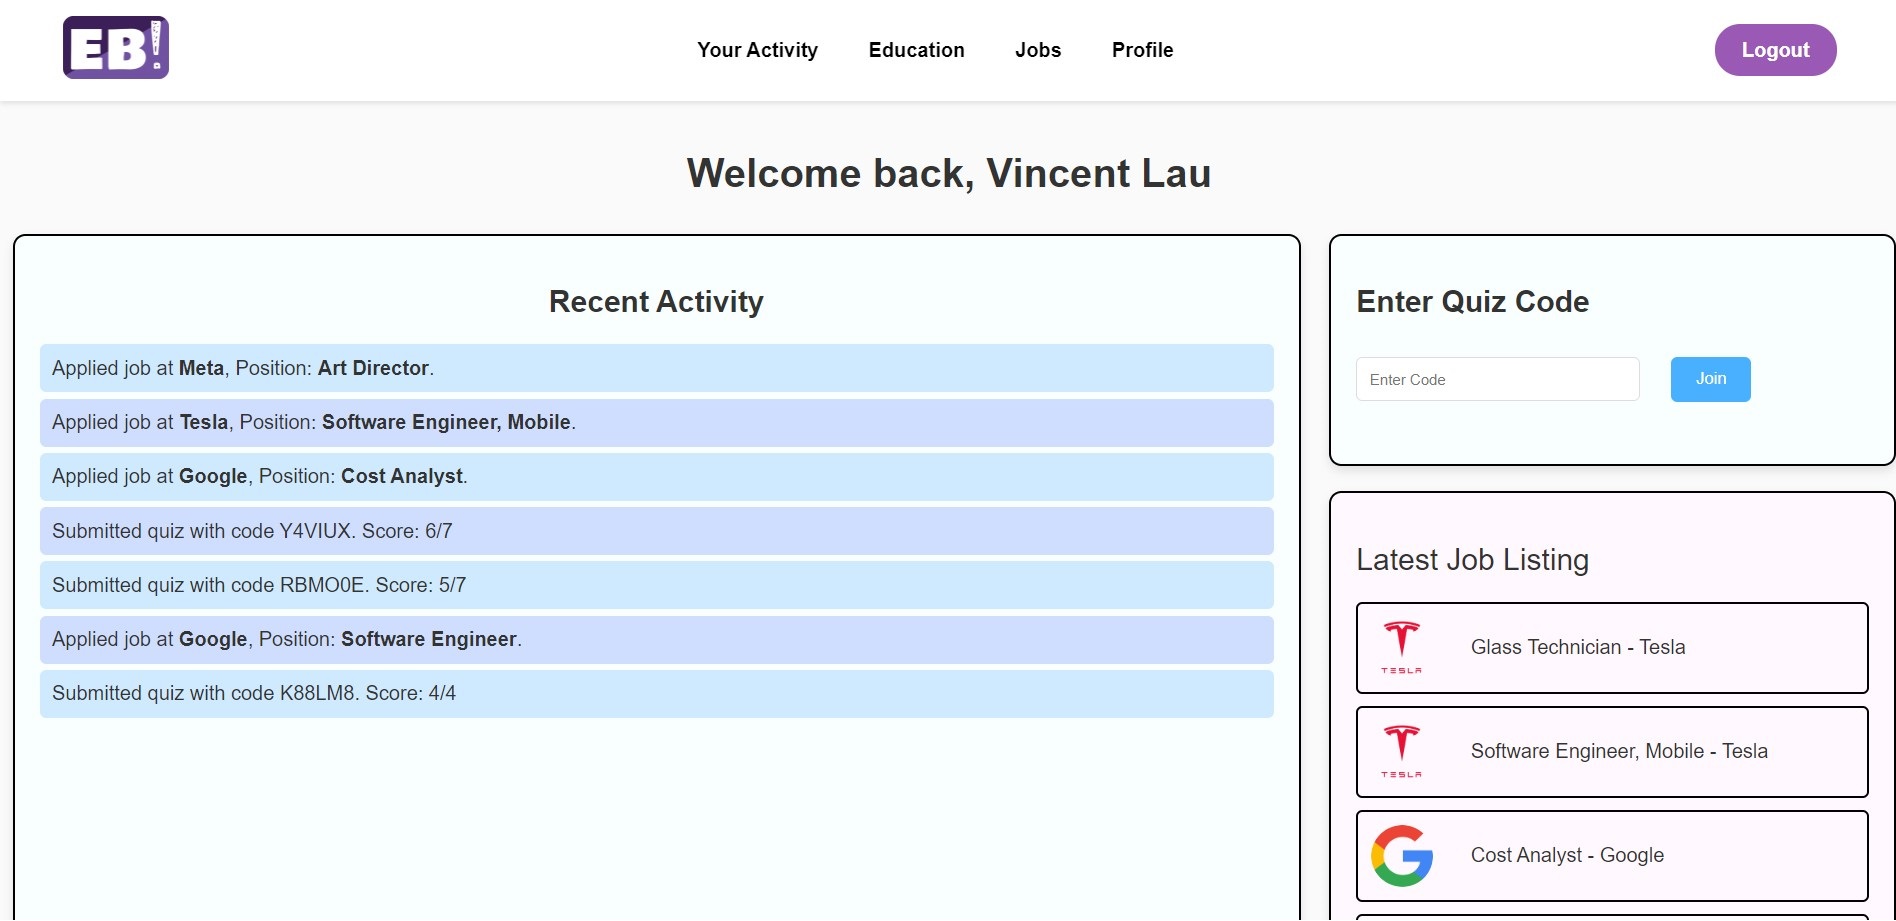 EB!
Your Activity
Education
Jobs
Profile
Logout
Welcome back, Vincent Lau
Recent Activity
Applied job at Meta, Position: Art Director.
Applied job at Tesla, Position: Software Engineer, Mobile.
Applied job at Google, Position: Cost Analyst.
Submitted quiz with code Y4VIUX. Score: 6/7
Submitted quiz with code RBMO0E. Score: 5/7
Applied job at Google, Position: Software Engineer.
Submitted quiz with code K88LM8. Score: 4/4
Enter Quiz Code
Enter Code
Join
Latest Job Listing
TESLA
Glass Technician - Tesla
TESLA
Software Engineer, Mobile - Tesla
G
Cost Analyst - Google